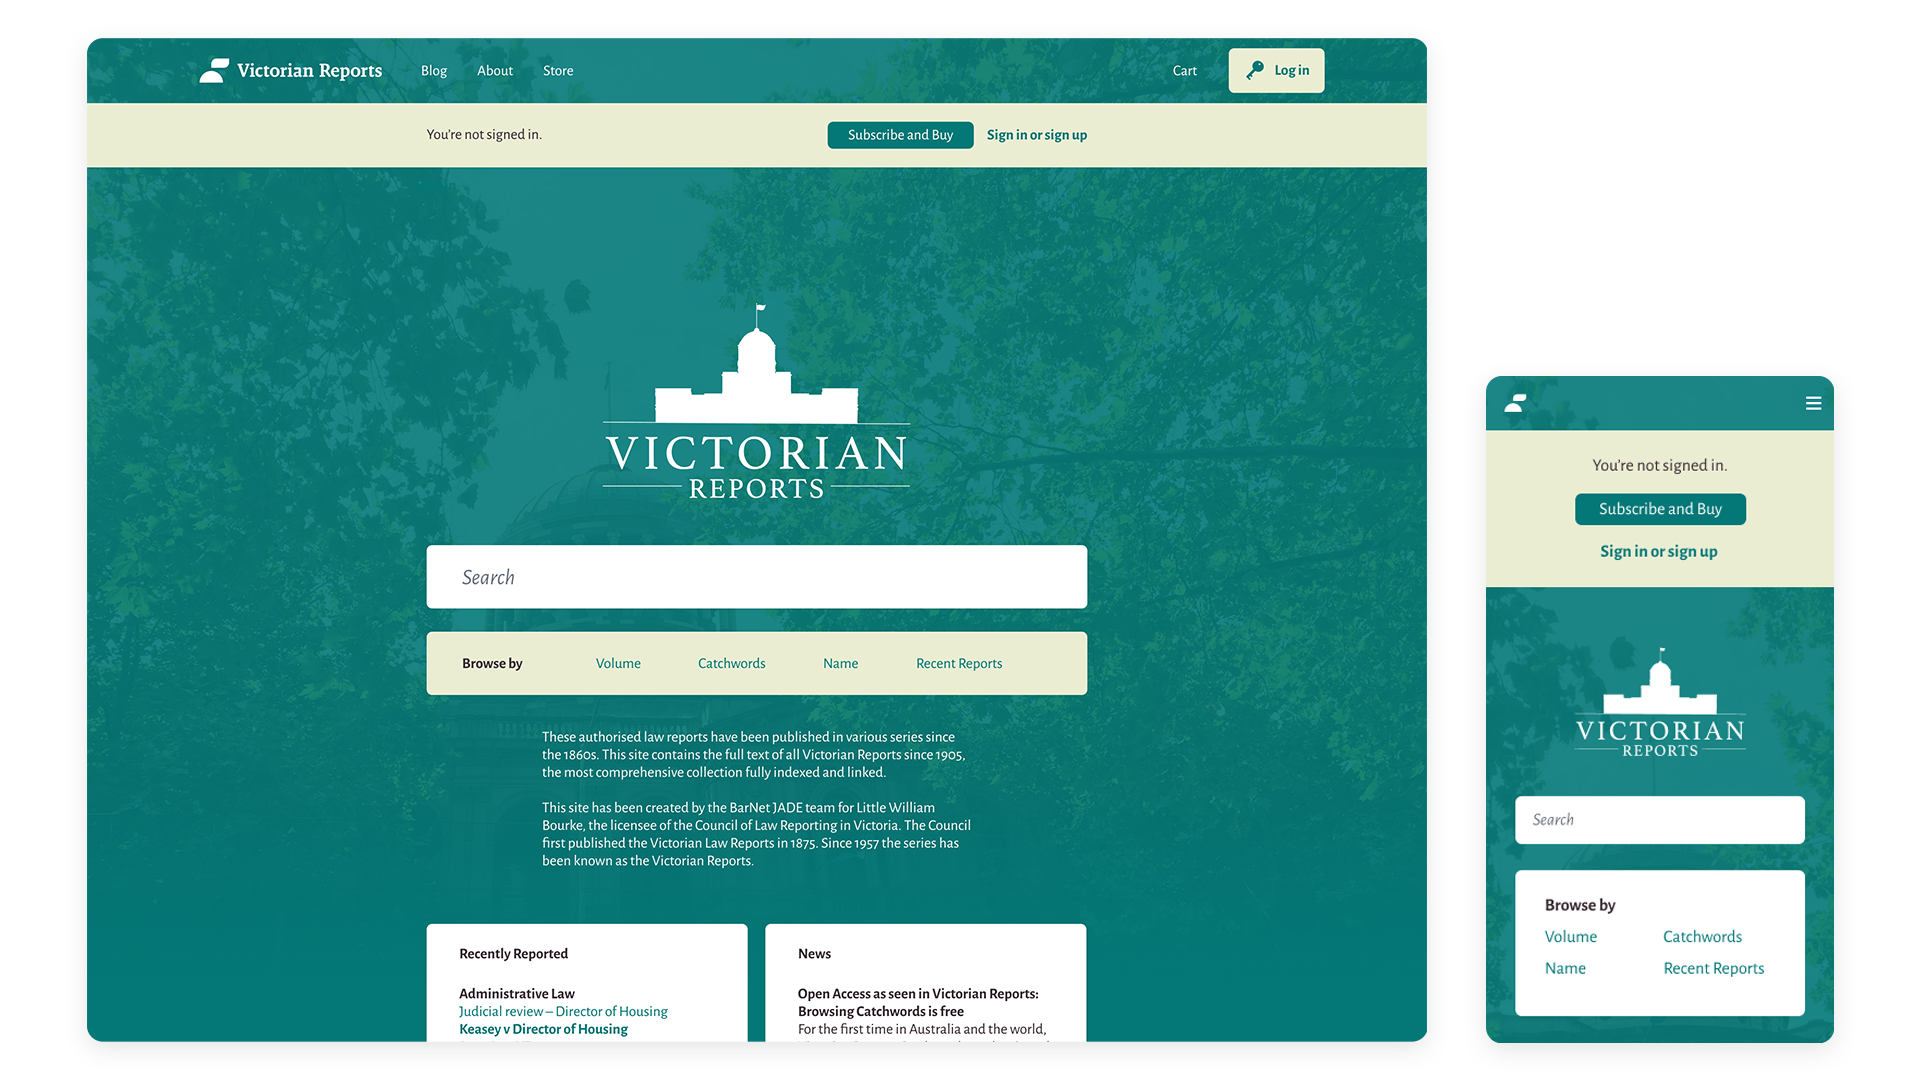 Victorian Reports
Blog
About
Store
Cart
Log in
You're not signed in.
Subscribe and Buy
Sign in or sign up
VICTORIAN
REPORTS
Search
Browse by
Volume
Catchwords
Name
Recent Reports
These authorised law reports have been published in various series since
the 1860s. This site contains the full text of all Victorian Reports since 1905,
the most comprehensive collection fully indexed and linked.
This site has been created by the BarNet JADE team for Little William
Bourke, the licensee of the Council of Law Reporting in Victoria. The Council
first published the Victorian Law Reports in 1875. Since 1957 the series has
been known as the Victorian Reports.
Recently Reported
Administrative Law
Judicial review – Director of Housing
Keasey v Director of Housing
News
Open Access as seen in Victorian Reports:
Browsing Catchwords is free
For the first time in Australia and the world,
You're not signed in.
Subscribe and Buy
Sign in or sign up
VICTORIAN
REPORTS
Search
Browse by
Volume
Catchwords
Name
Recent Reports